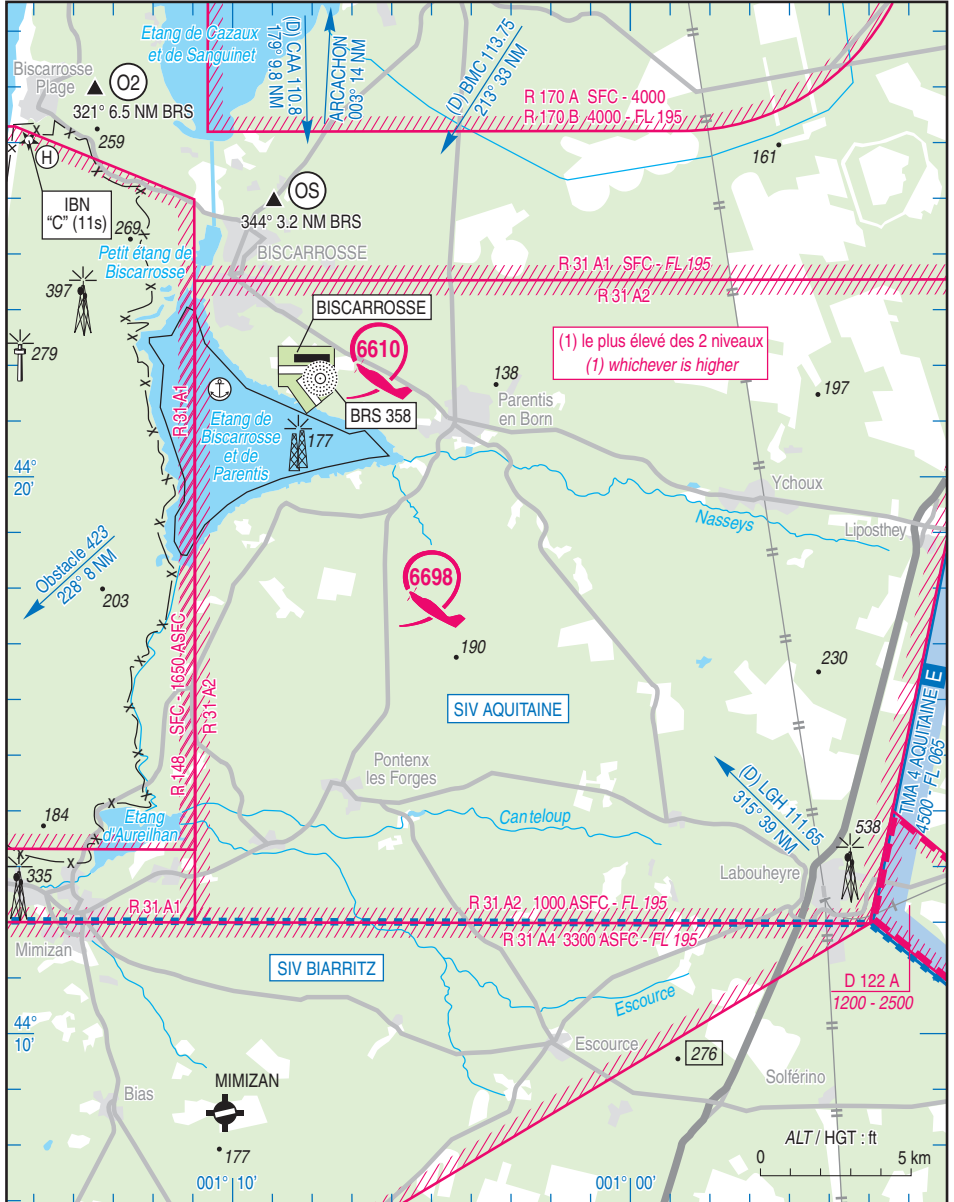 Etang de Cazaux
et de Sanguinet
Biscarrosse
Plage
O2
321° 6.5 NM BRS
259
(D) CAA 110.8
179° 9.8 NM
ARCACHON
003° 14 NM
(D) BMC 113.75
213° 33 NM
R 170 A SFC - 4000
R 170 B 4000 - FL 195
161
H
IBN
"C" (11s)
269
OS
344° 3.2 NM BRS
BISCARROSSE
Petit étang de
Biscarrosse
397
279
R 31 A1 SFC - FL 195
R 31 A2
BISCARROSSE
6610
(1) le plus élevé des 2 niveaux
(1) whichever is higher
138
197
BRS 358
Parentis
en Born
R 31 A1
Etang de
Biscarrosse
et de
Parentis
177
44°
20'
Ychoux
Nasseys
Liposthey
Obstacle 423
228° 8 NM
203
6698
190
230
R 148 SFC - 1650 ASFC
R 31 A2
SIV AQUITAINE
TMA 4 AQUITAINE E
4500 - FL 065
Pontenx
les Forges
(D) LGH 111.65
315° 39 NM
184
Etang
d'Aureilhan
Canteloup
538
Labouheyre
335
R 31 A1
R 31 A2 1000 ASFC - FL 195
R 31 A4 3300 ASFC - FL 195
Mimizan
SIV BIARRITZ
D 122 A
1200 - 2500
Escource
44°
10'
Escource
276
Solférino
MIMIZAN
Bias
177
ALT / HGT : ft
0 5 km
001° 10'
001° 00'